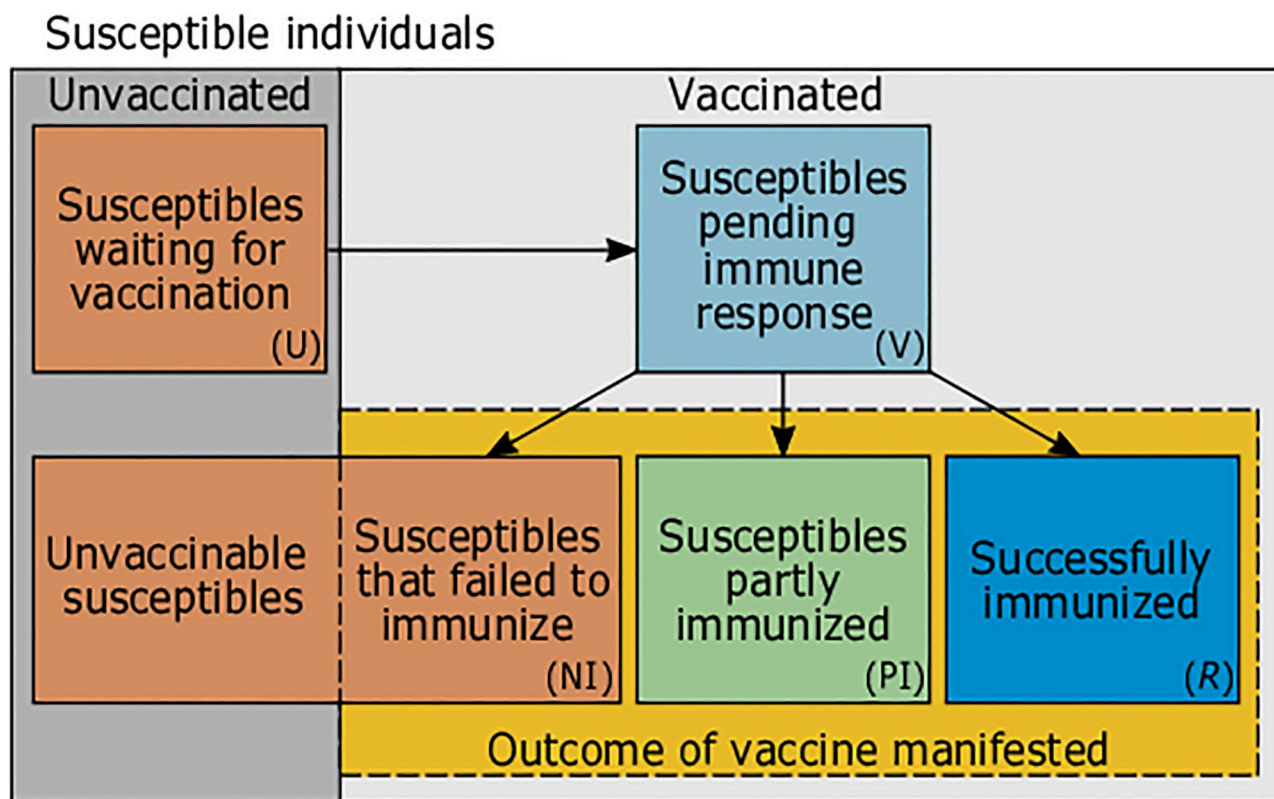 Susceptible individuals
Unvaccinated
Vaccinated
Susceptibles
waiting for
vaccination
(U)
Susceptibles
pending
immune
response
(V)
Unvaccinable
susceptibles
Susceptibles
that failed to
immunize
(NI)
Susceptibles
partly
immunized
(PI)
Successfully
immunized
(R)
Outcome of vaccine manifested